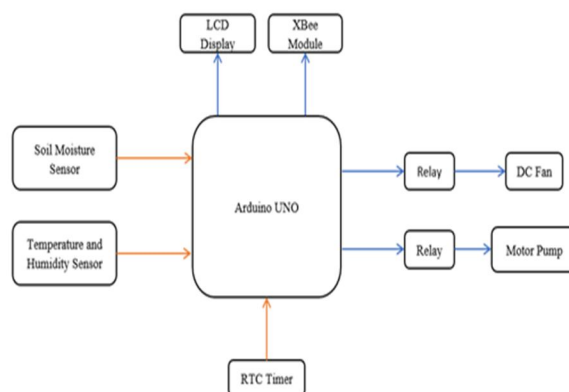 LCD
Display
XBee
Module
Soil Moisture
Sensor
Arduino UNO
Relay
DC Fan
Temperature and
Humidity Sensor
Relay
Motor Pump
RTC Timer